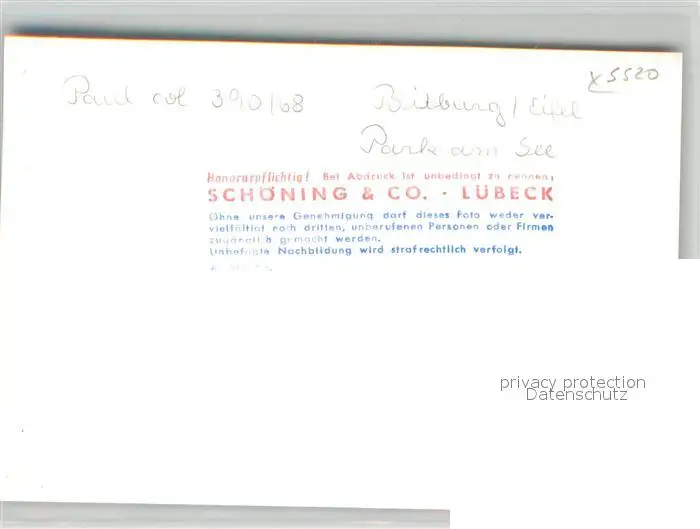 x 5520
Paul col 390/68 Bitburg / Eifel
Park am See
Honorarpflichtig! Bei Abdruck ist unbedingt zu nennen:
SCHÖNING & CO. · LÜBECK
Ohne unsere Genehmigung darf dieses Foto weder ver-
vielfältigt noch dritten, unberufenen Personen oder Firmen
zugänglich gemacht werden.
Unbefugte Nachbildung wird strafrechtlich verfolgt.
privacy protection
Datenschutz